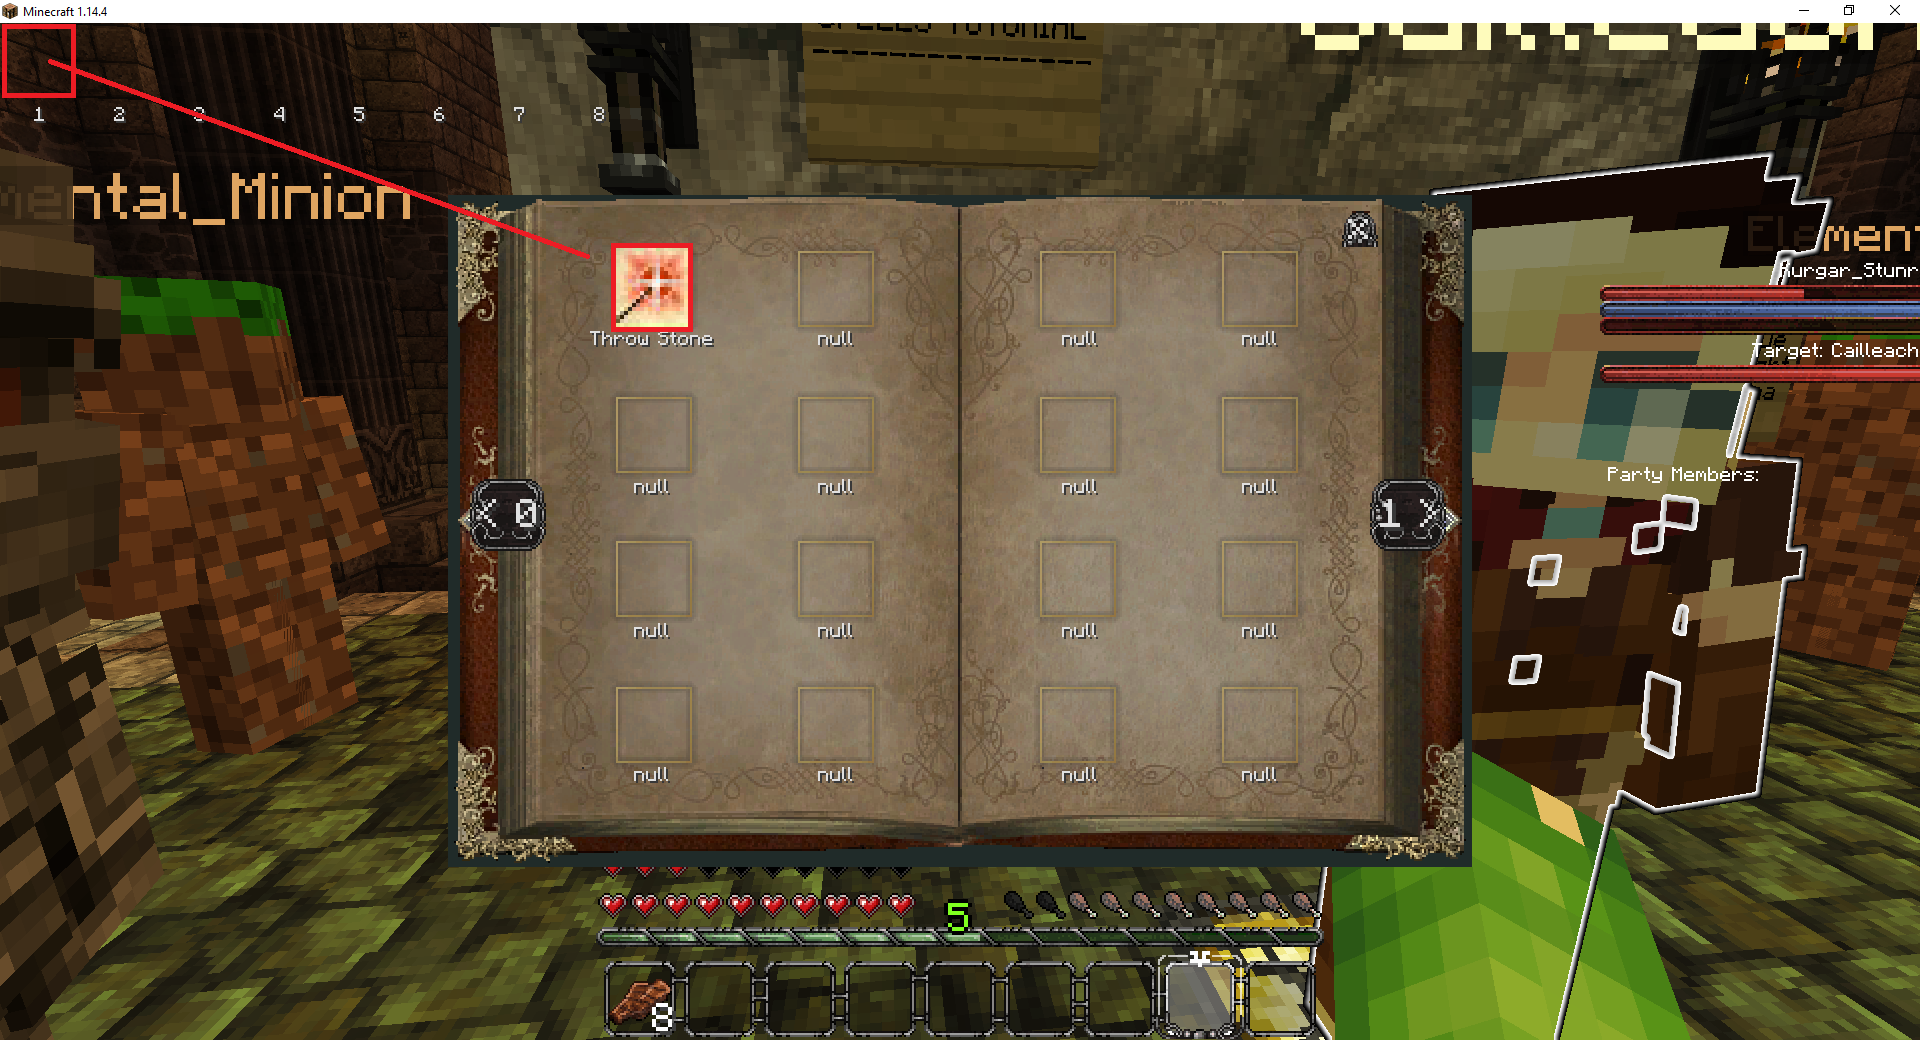 Minecraft 1.14.4
1 2 3 4 5 6 7 8
ental_Minion
Element
Rurgar_Stunr
Target: Cailleach
Party Members:
Throw Stone null null null
null null null null
< 0 1 >
null null null null
null null null null
5
8